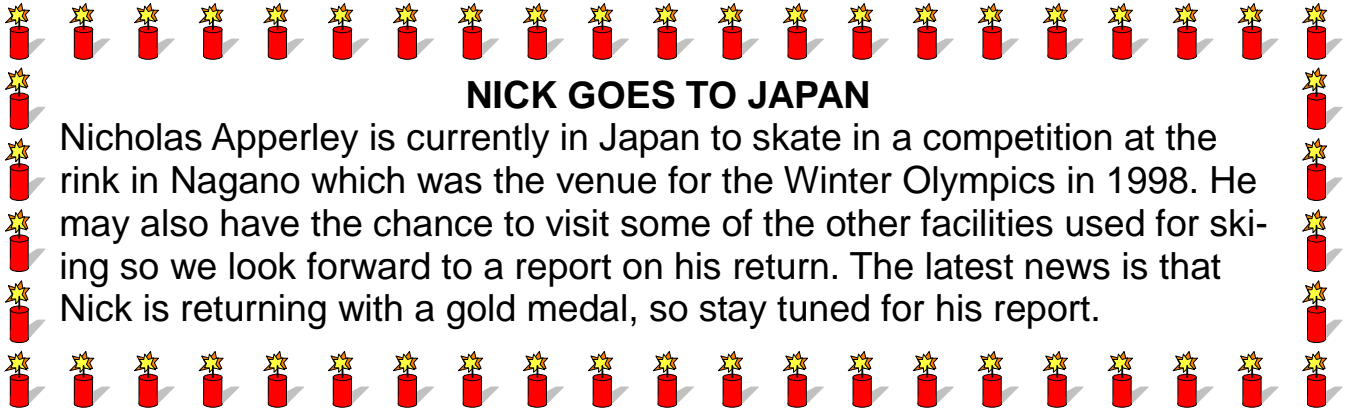 NICK GOES TO JAPAN
Nicholas Apperley is currently in Japan to skate in a competition at the
rink in Nagano which was the venue for the Winter Olympics in 1998. He
may also have the chance to visit some of the other facilities used for ski-
ing so we look forward to a report on his return. The latest news is that
Nick is returning with a gold medal, so stay tuned for his report.